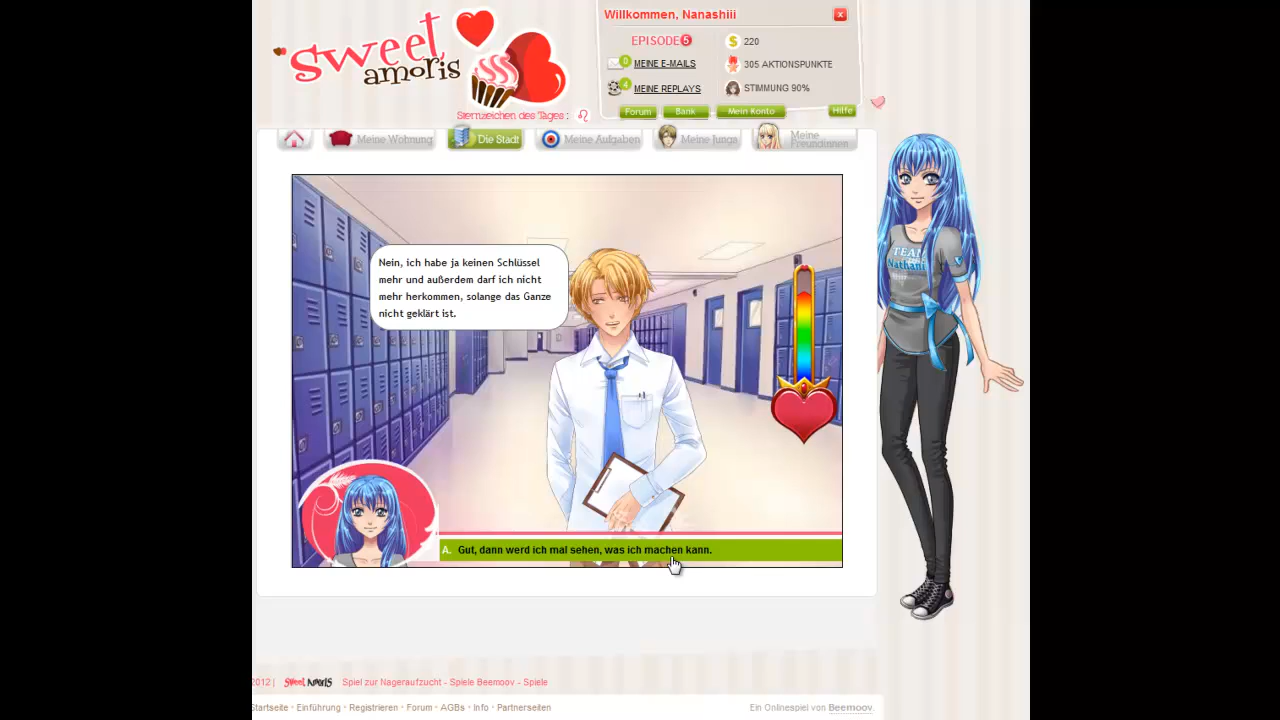 sweet
amoris
Sternzeichen des Tages :
Willkommen, Nanashiii
x
EPISODE 5
$ 220
0 MEINE E-MAILS
305 AKTIONSPUNKTE
4 MEINE REPLAYS
STIMMUNG 90%
Forum
Bank
Mein Konto
Hilfe
Meine Wohnung
Die Stadt
Meine Aufgaben
Meine Jungs
Meine
Freundinnen
Nein, ich habe ja keinen Schlüssel
mehr und außerdem darf ich nicht
mehr herkommen, solange das Ganze
nicht geklärt ist.
TEAM
Nathaniel
A. Gut, dann werd ich mal sehen, was ich machen kann.
2012 | Sweet Amoris Spiel zur Nageraufzucht - Spiele Beemoov - Spiele
Startseite · Einführung · Registrieren · Forum · AGBs · Info · Partnerseiten
Ein Onlinespiel von Beemoov.